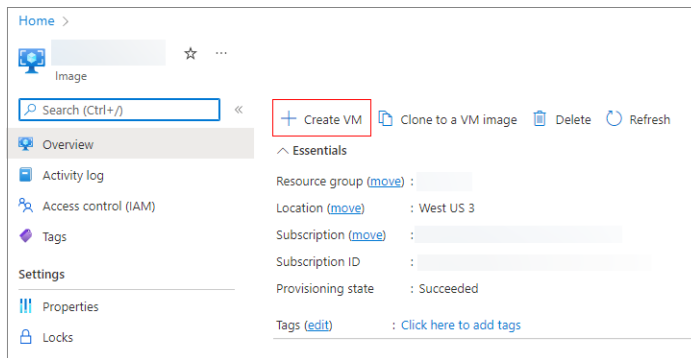 Home >
Image
Search (Ctrl+/)
«
Overview
Activity log
Access control (IAM)
Tags
Settings
Properties
Locks
+ Create VM Clone to a VM image Delete Refresh
Essentials
Resource group (move) :
Location (move) : West US 3
Subscription (move) :
Subscription ID :
Provisioning state : Succeeded
Tags (edit) : Click here to add tags